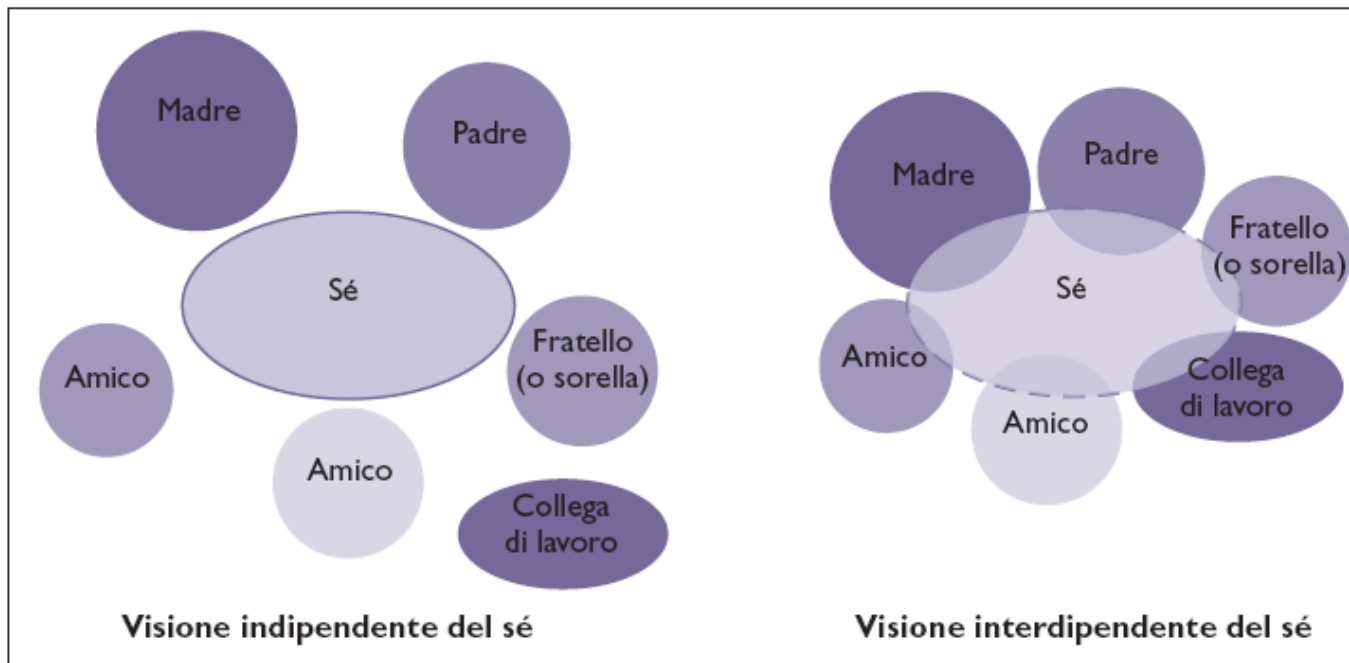 Madre
Padre
Sé
Amico
Fratello
(o sorella)
Amico
Collega
di lavoro
Visione indipendente del sé
Madre
Padre
Fratello
(o sorella)
Sé
Amico
Collega
di lavoro
Amico
Visione interdipendente del sé